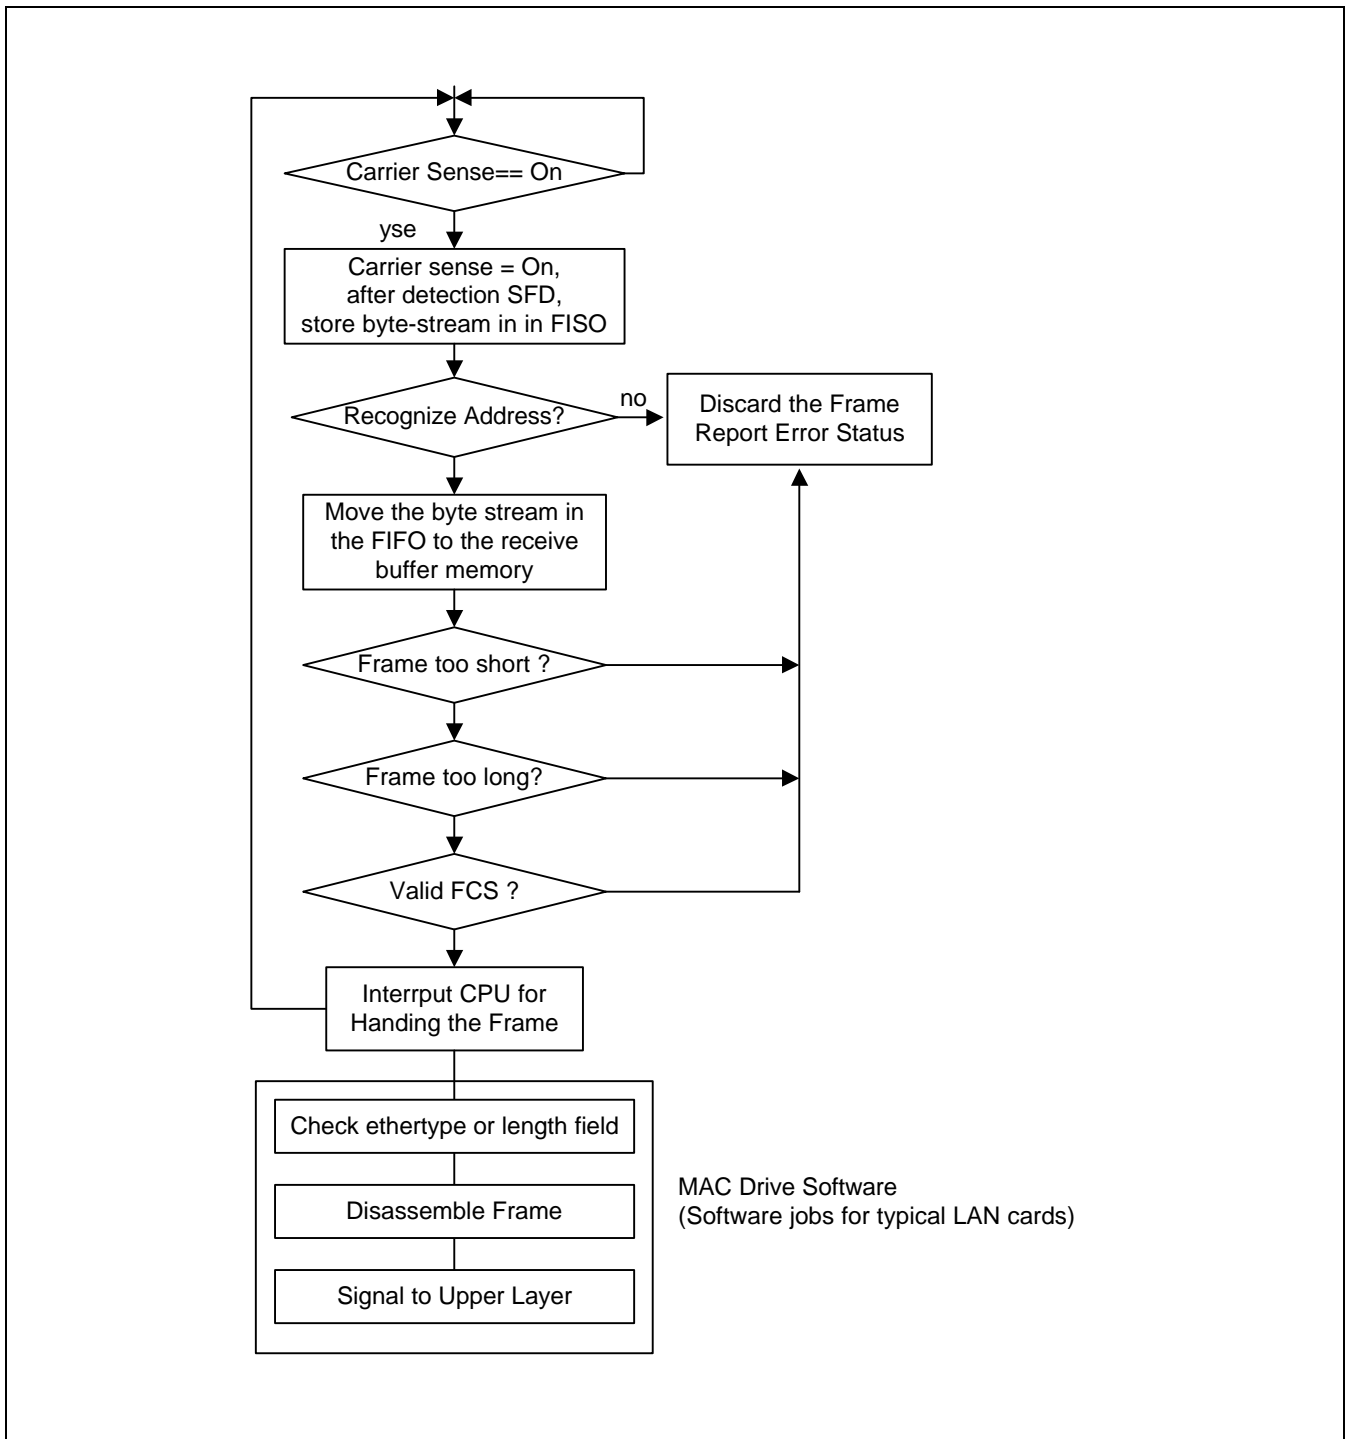 Carrier Sense== On
yse
Carrier sense = On,
after detection SFD,
store byte-stream in in FISO
Recognize Address?
no
Discard the Frame
Report Error Status
Move the byte stream in
the FIFO to the receive
buffer memory
Frame too short ?
Frame too long?
Valid FCS ?
Interrput CPU for
Handing the Frame
Check ethertype or length field
Disassemble Frame
Signal to Upper Layer
MAC Drive Software
(Software jobs for typical LAN cards)